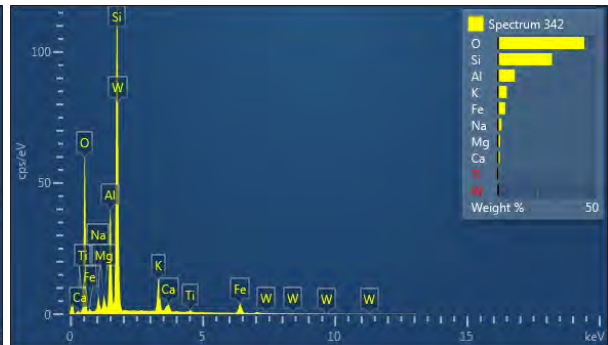 Spectrum 342
O
Si
Al
K
Fe
Na
Mg
Ca
Ti
W
Weight % 50
cps/eV
100
50
0
Si
W
O
Al
Na
Ti Mg
Fe
Ca
K
Ca
Ti
Fe
W
W
W
W
0 5 10 15 keV